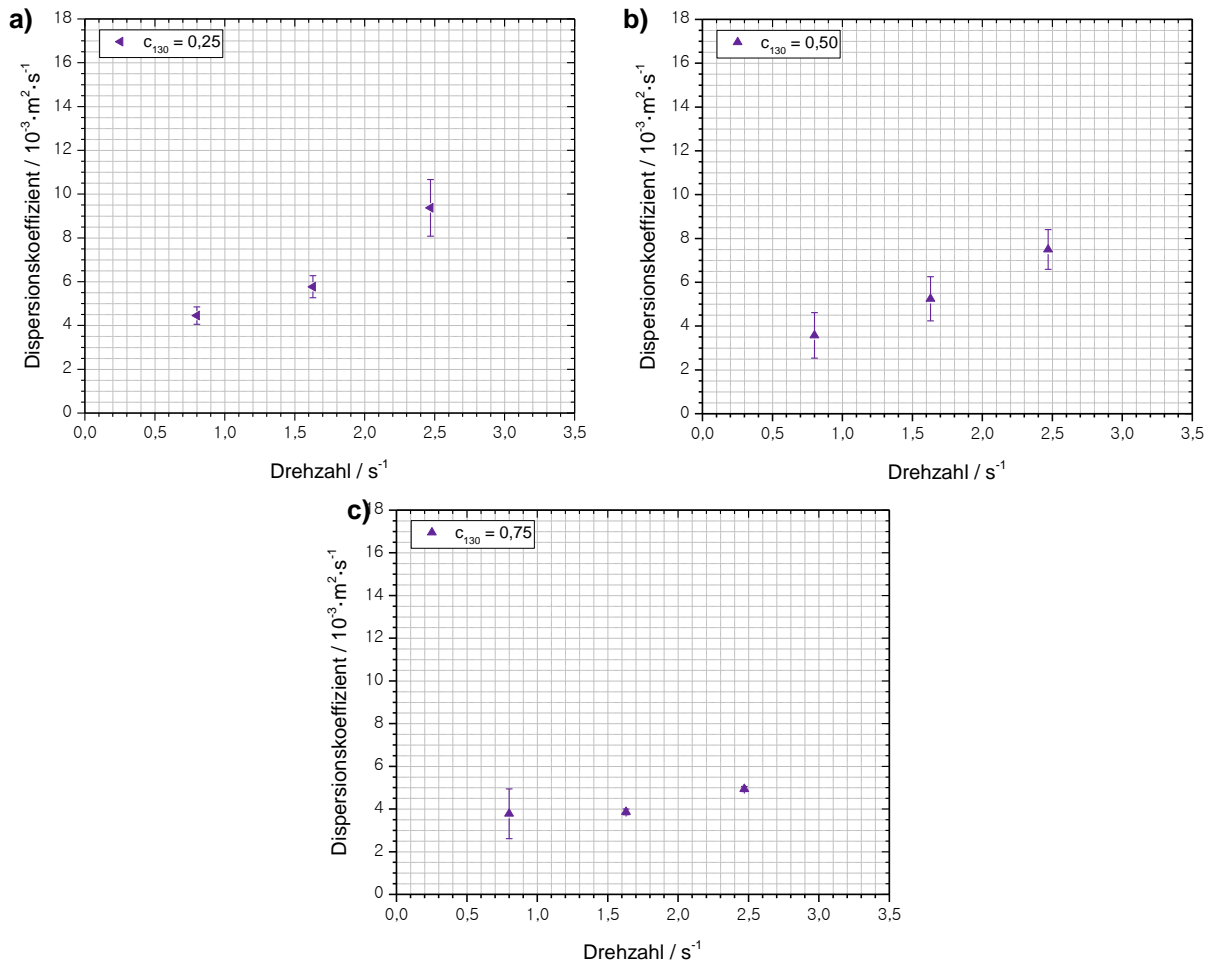 a)
c130 = 0,25
Dispersionskoeffizient / 10-3·m2·s-1
18
16
14
12
10
8
6
4
2
0
0,0 0,5 1,0 1,5 2,0 2,5 3,0 3,5
Drehzahl / s-1
b)
c130 = 0,50
Dispersionskoeffizient / 10-3·m2·s-1
18
16
14
12
10
8
6
4
2
0
0,0 0,5 1,0 1,5 2,0 2,5 3,0 3,5
Drehzahl / s-1
c)
c130 = 0,75
Dispersionskoeffizient / 10-3·m2·s-1
18
16
14
12
10
8
6
4
2
0
0,0 0,5 1,0 1,5 2,0 2,5 3,0 3,5
Drehzahl / s-1